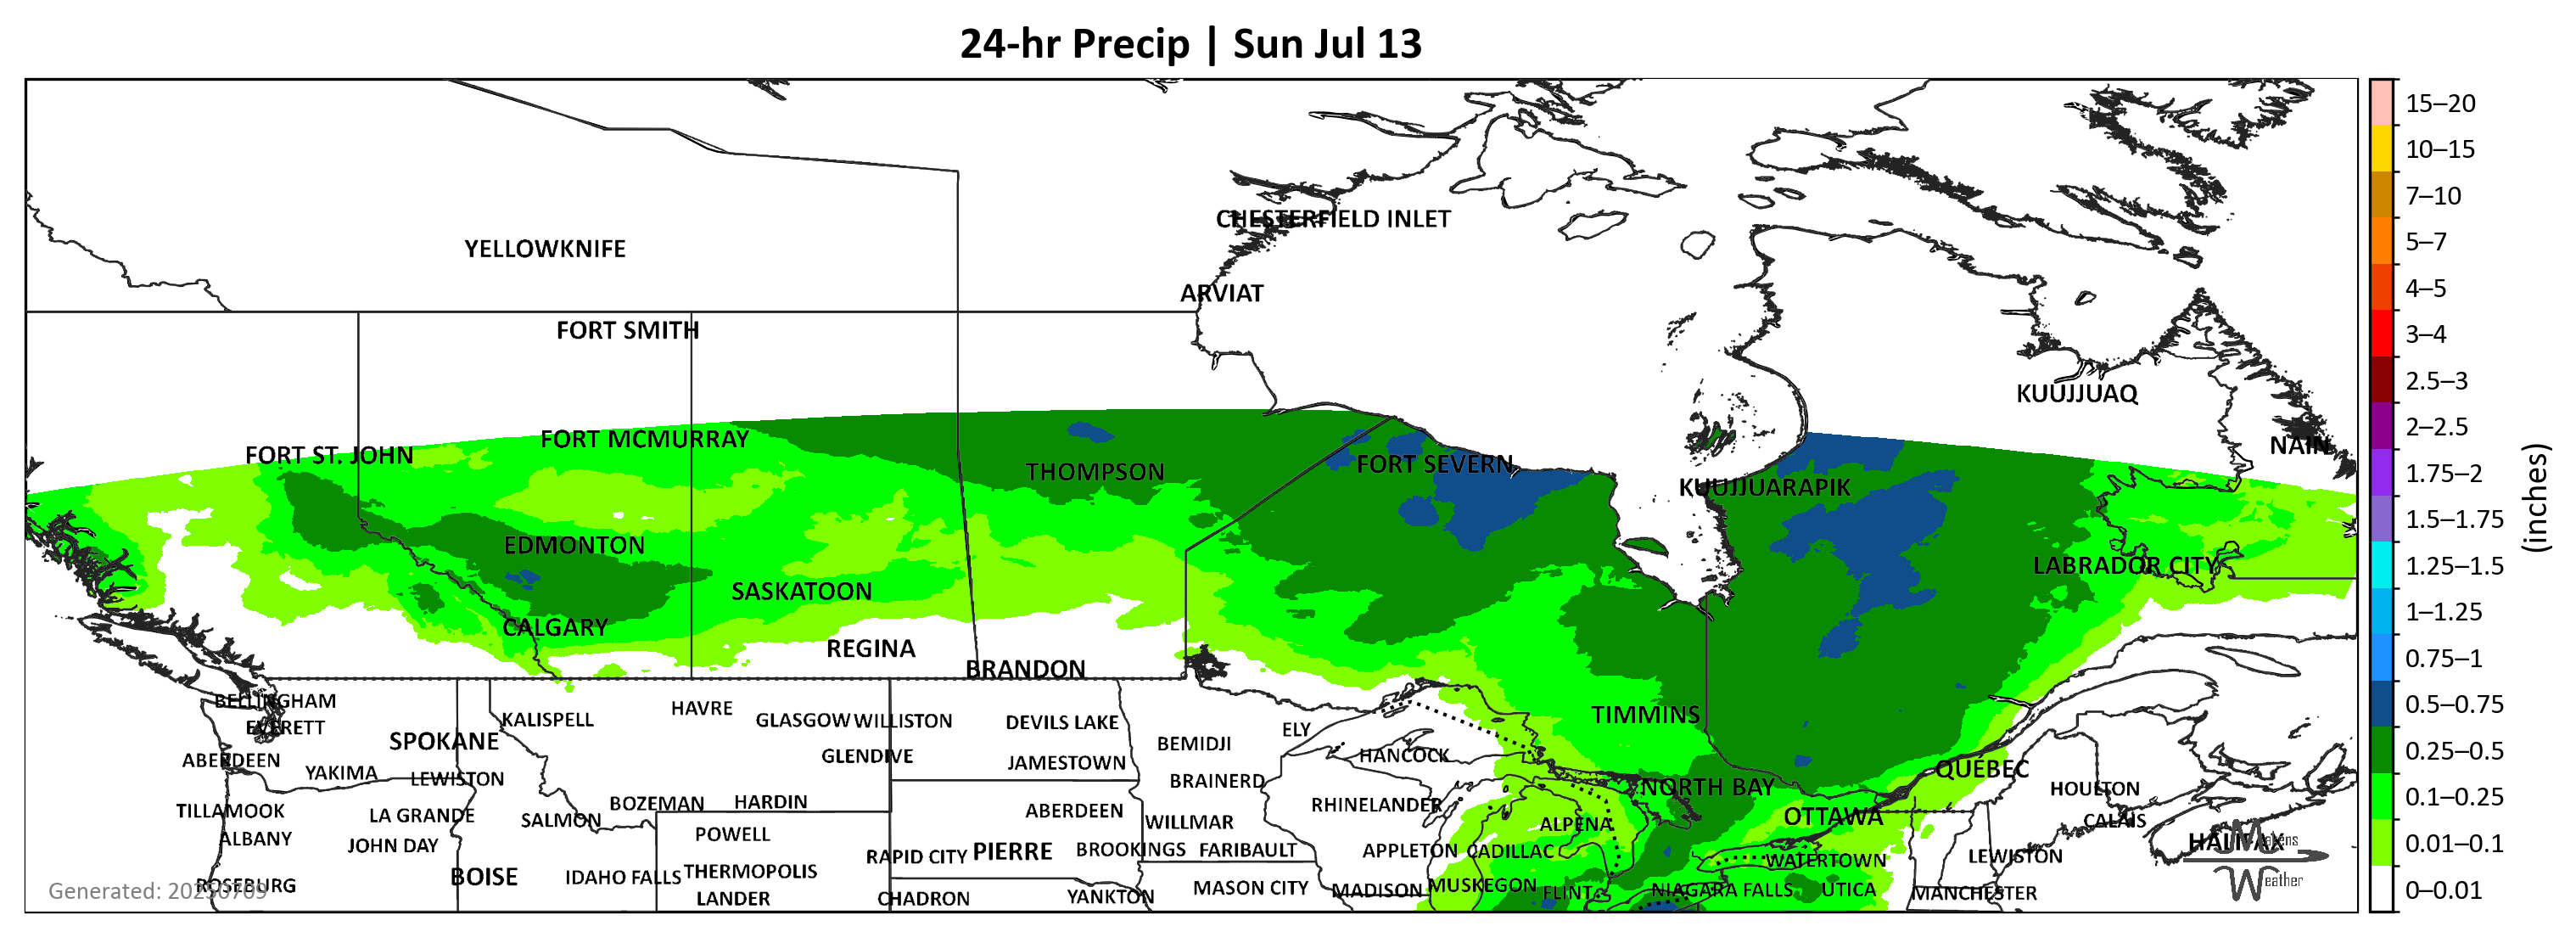 24-hr Precip | Sun Jul 13
15–20
10–15
7–10
5–7
4–5
3–4
2.5–3
2–2.5
1.75–2
1.5–1.75
1.25–1.5
1–1.25
0.75–1
0.5–0.75
0.25–0.5
0.1–0.25
0.01–0.1
0–0.01
(inches)
CHESTERFIELD INLET
YELLOWKNIFE
ARVIAT
FORT SMITH
KUUJJUAQ
FORT MCMURRAY
NAIN
FORT ST. JOHN
FORT SEVERN
THOMPSON
KUUJJUARAPIK
EDMONTON
LABRADOR CITY
SASKATOON
CALGARY
REGINA
BRANDON
BELLINGHAM
HAVRE
TIMMINS
KALISPELL
GLASGOW WILLISTON
DEVILS LAKE
EVERETT
ELY
SPOKANE
BEMIDJI
HANCOCK
GLENDIVE
ABERDEEN
JAMESTOWN
QUÉBEC
YAKIMA
LEWISTON
BRAINERD
NORTH BAY
HOULTON
BOZEMAN
HARDIN
RHINELANDER
TILLAMOOK
ABERDEEN
LA GRANDE
OTTAWA
SALMON
WILLMAR
CALAIS
ALPENA
POWELL
ALBANY
HALIFAX
JOHN DAY
BROOKINGS
FARIBAULT
APPLETON
CADILLAC
PIERRE
RAPID CITY
LEWISTON
WATERTOWN
THERMOPOLIS
BOISE
IDAHO FALLS
ROSEBURG
MASON CITY
MADISON
MUSKEGON
FLINT
NIAGARA FALLS
UTICA
MANCHESTER
LANDER
CHADRON
YANKTON
Generated: 20250709
Weather